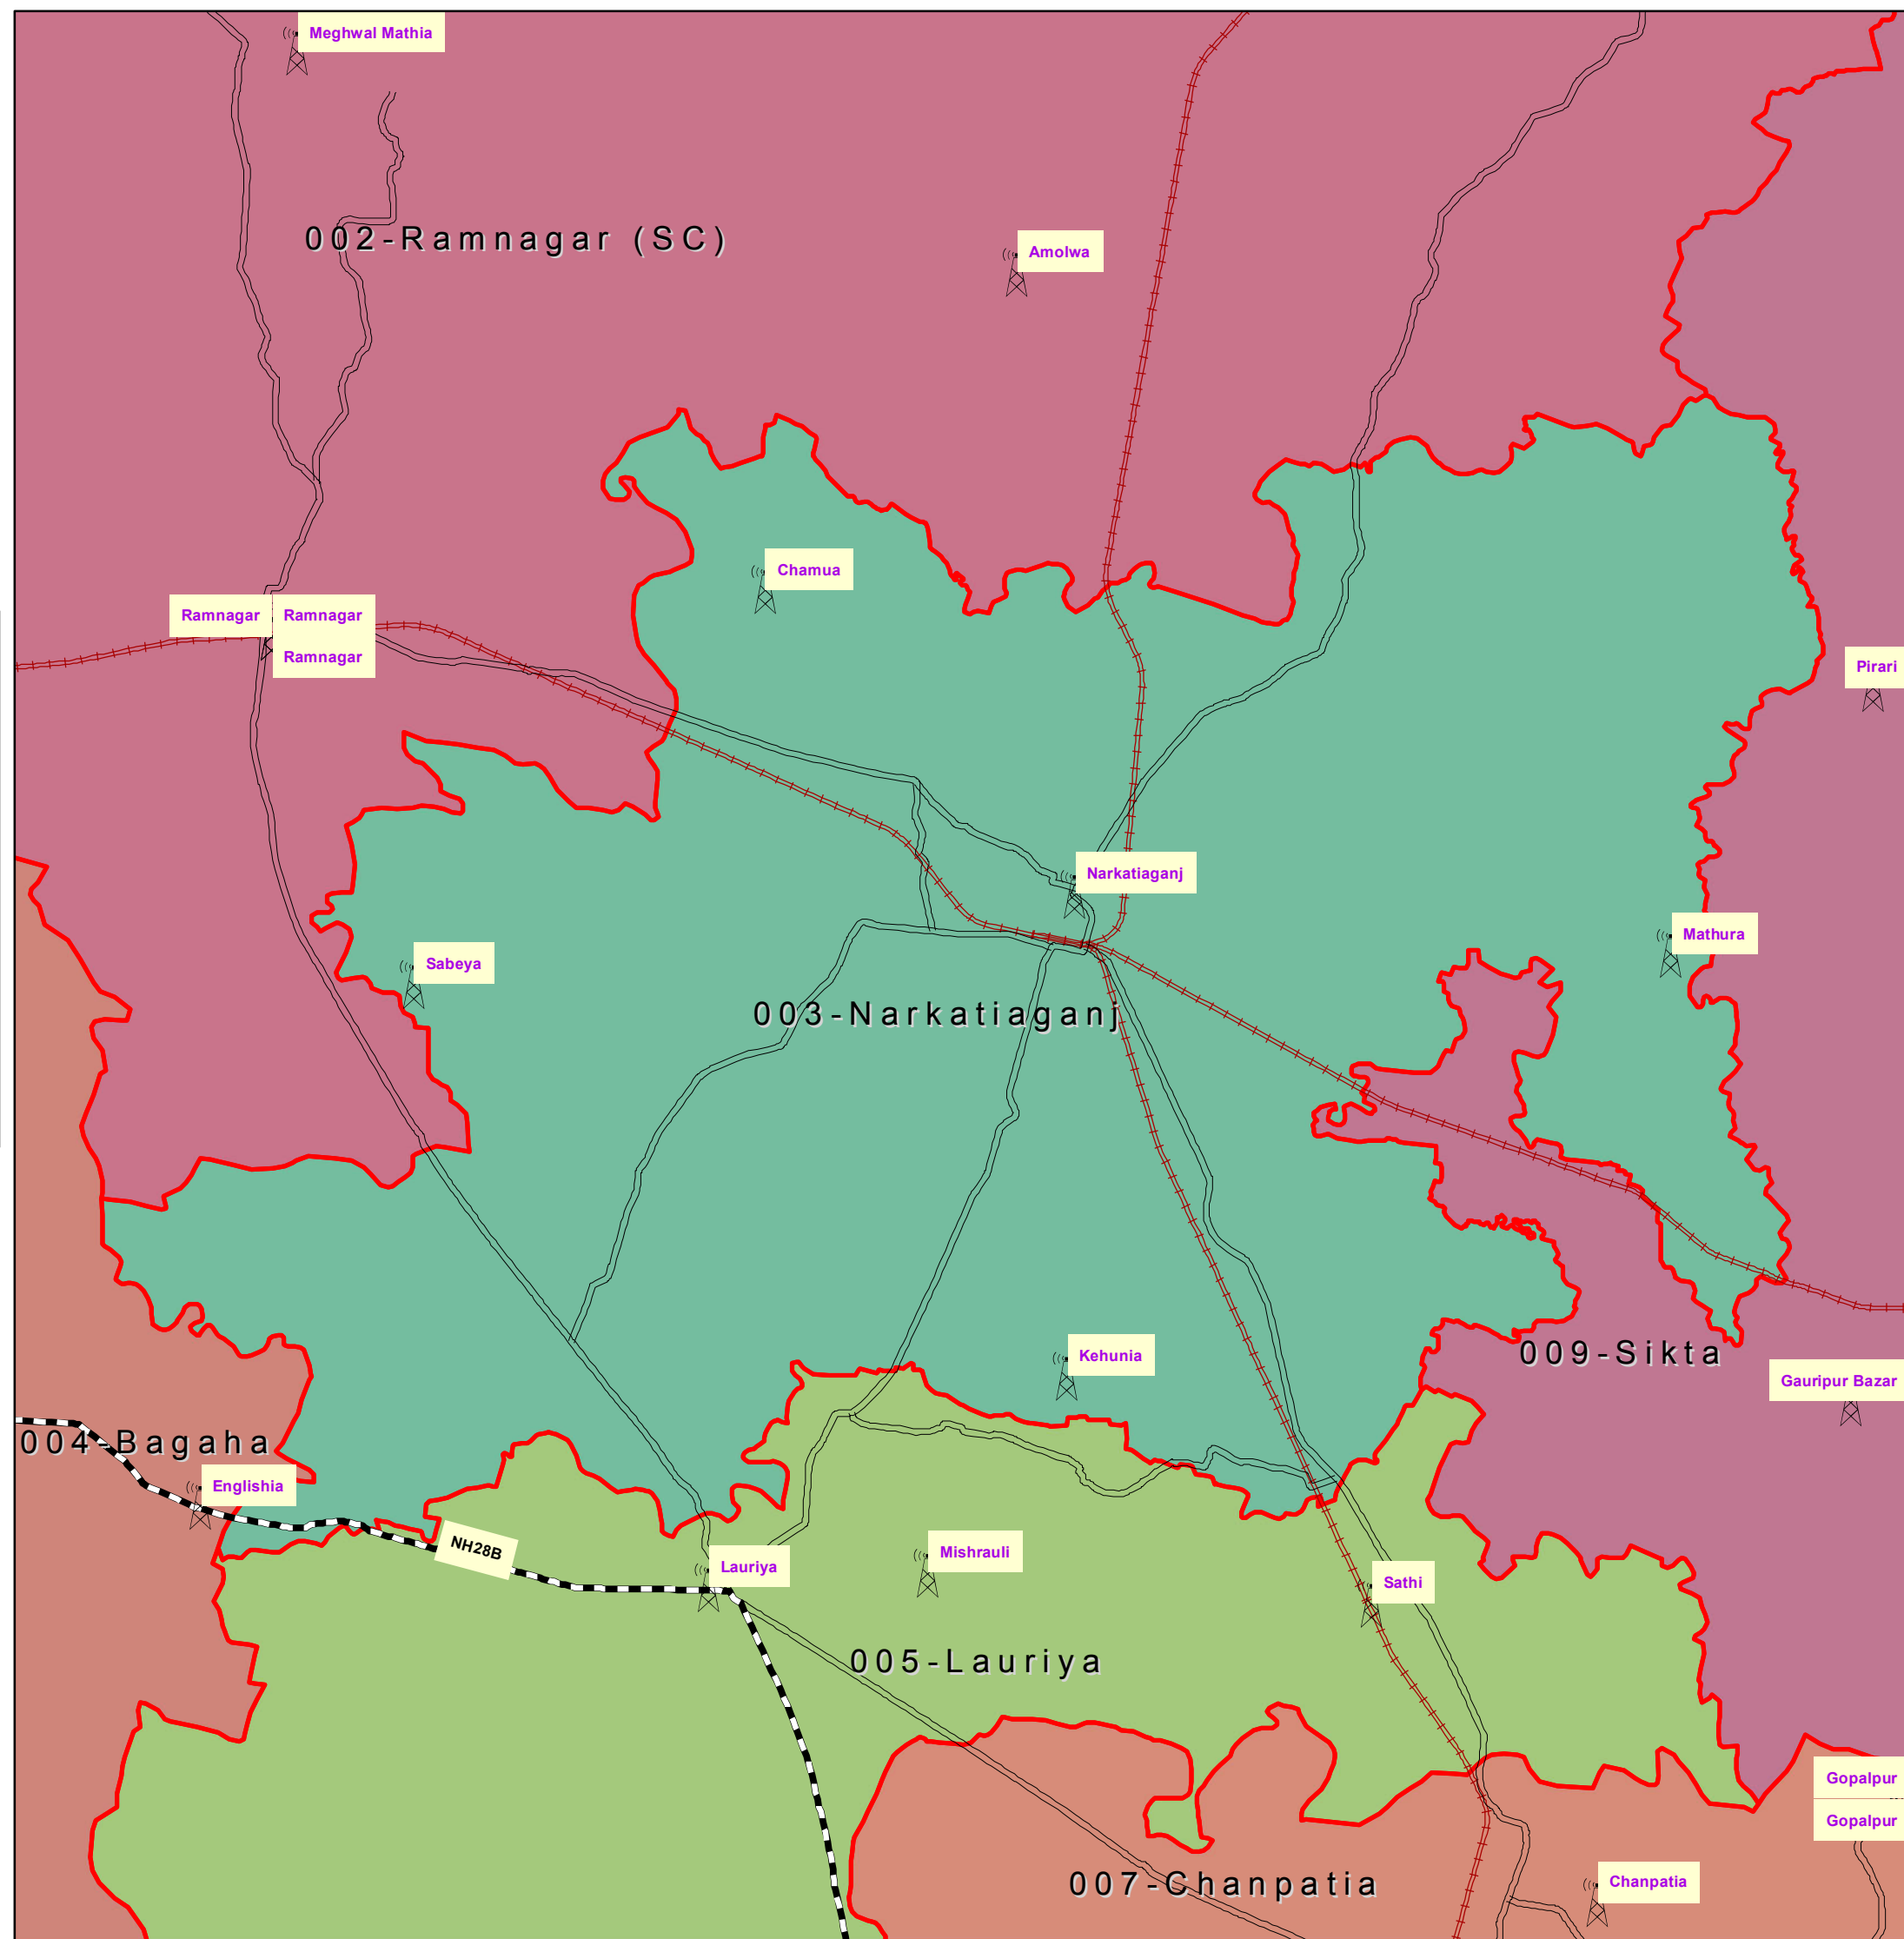 Meghwal Mathia
002-Ramnagar (SC)
Amolwa
Chamua
Ramnagar
Ramnagar
Ramnagar
Pirari
Narkatiaganj
Mathura
Sabeya
003-Narkatiaganj
009-Sikta
Kehunia
Gauripur Bazar
004-Bagaha
Englishia
NH28B
Lauriya
Mishrauli
Sathi
005-Lauriya
Gopalpur
Gopalpur
007-Chanpatia
Chanpatia